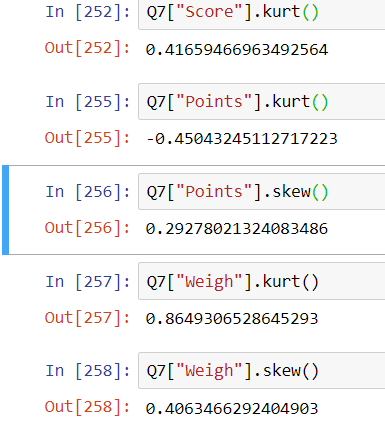 In [252]: Q7["Score"].kurt()
Out[252]: 0.41659466963492564
In [255]: Q7["Points"].kurt()
Out[255]: -0.45043245112717223
In [256]: Q7["Points"].skew()
Out[256]: 0.29278021324083486
In [257]: Q7["Weigh"].kurt()
Out[257]: 0.8649306528645293
In [258]: Q7["Weigh"].skew()
Out[258]: 0.4063466292404903